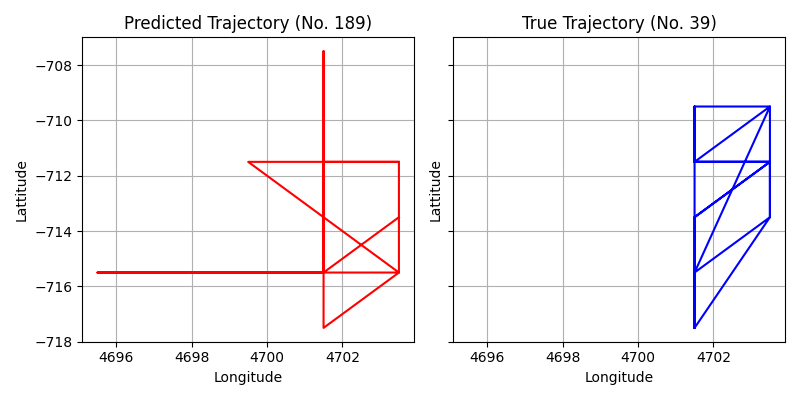 Predicted Trajectory (No. 189)
True Trajectory (No. 39)
−708
−710
−712
−714
−716
−718
Lattitude
Lattitude
4696
4698
4700
4702
4696
4698
4700
4702
Longitude
Longitude